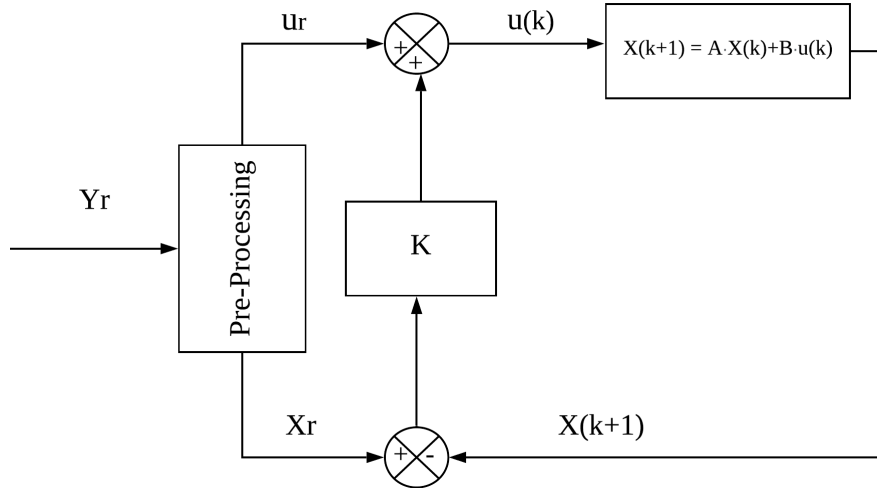 ur
u(k)
X(k+1) = A·X(k)+B·u(k)
+
+
Yr
Pre-Processing
K
Xr
X(k+1)
+
-